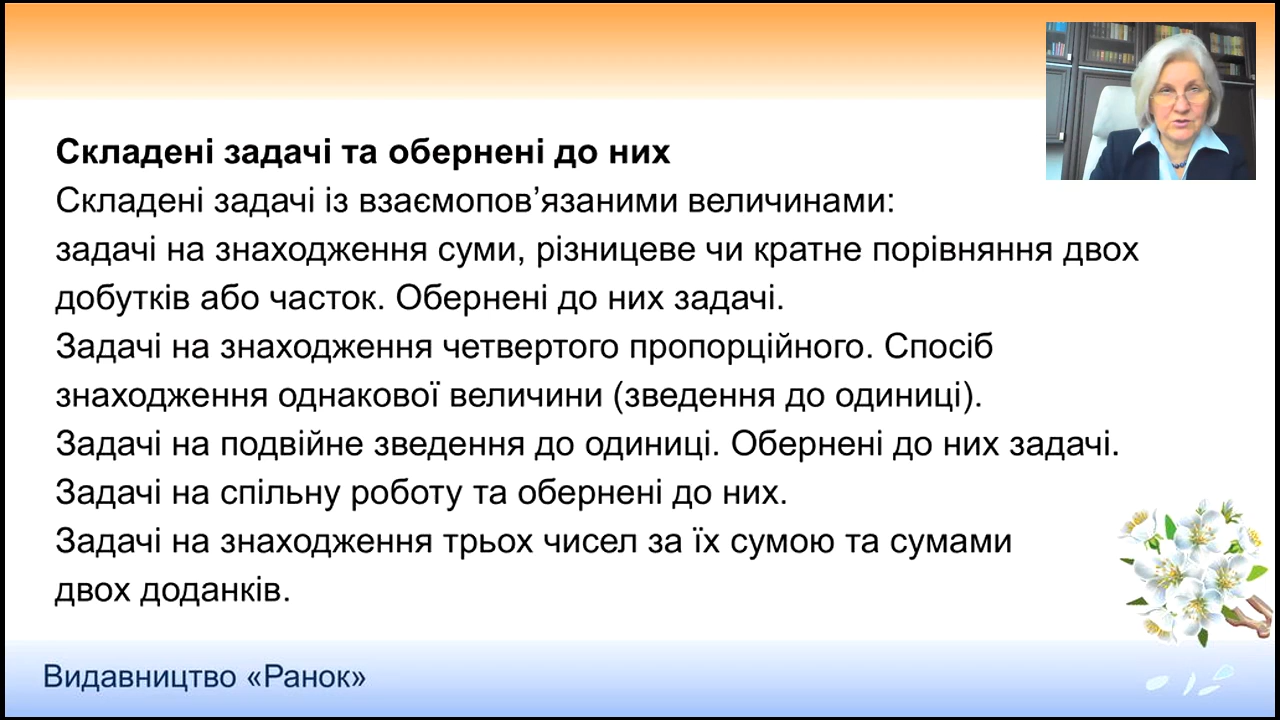 Складені задачі та обернені до них
Складені задачі із взаємопов’язаними величинами:
задачі на знаходження суми, різницеве чи кратне порівняння двох
добутків або часток. Обернені до них задачі.
Задачі на знаходження четвертого пропорційного. Спосіб
знаходження однакової величини (зведення до одиниці).
Задачі на подвійне зведення до одиниці. Обернені до них задачі.
Задачі на спільну роботу та обернені до них.
Задачі на знаходження трьох чисел за їх сумою та сумами
двох доданків.
Видавництво «Ранок»